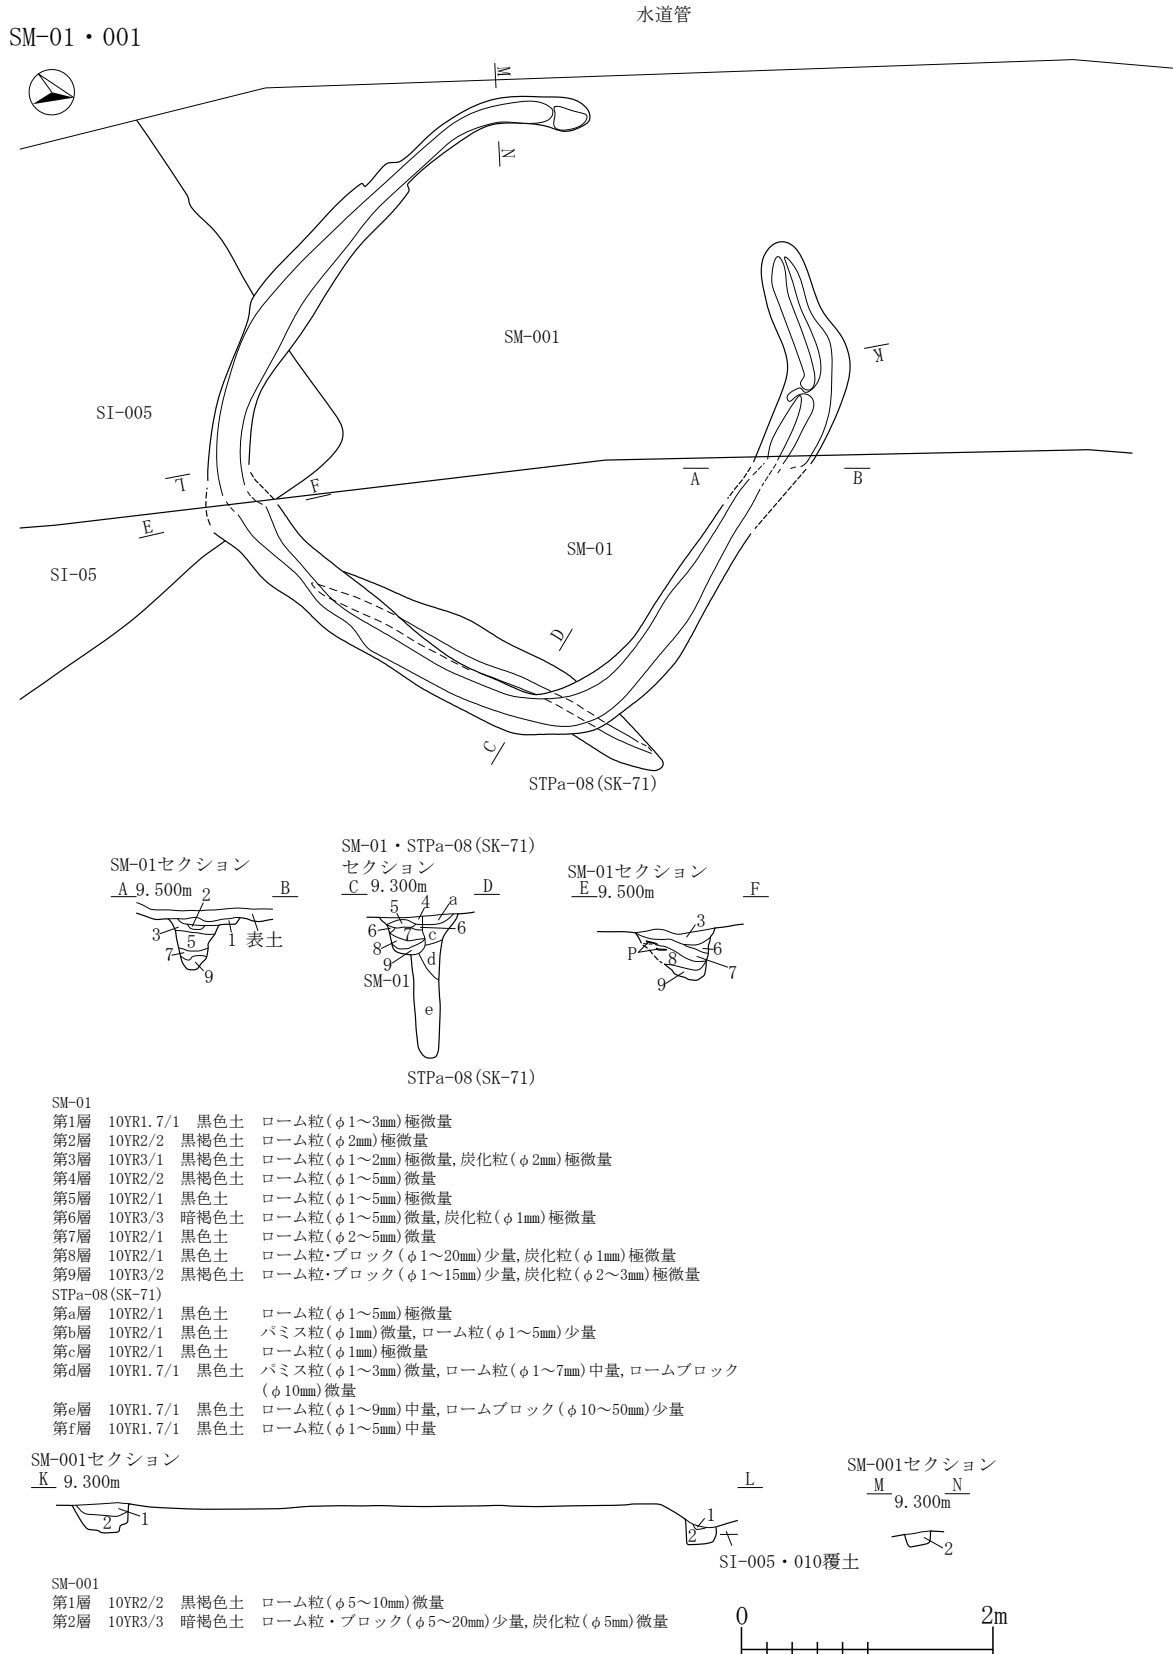 水道管
SM-01・001
M
N
SM-001
K
SI-005
L
F
A
B
E
SM-01
SI-05
D
C
STPa-08(SK-71)
SM-01セクション
A 9.500m B
2
3
5
1 表土
7
9
SM-01・STPa-08(SK-71)
セクション
C 9.300m D
5 4 a
6 7 6
c
8
9 d
SM-01
e
STPa-08(SK-71)
SM-01セクション
E 9.500m F
3
P 6
8
7
9
SM-01
第1層 10YR1.7/1 黒色土 ローム粒(φ1～3㎜)極微量
第2層 10YR2/2 黒褐色土 ローム粒(φ2㎜)極微量
第3層 10YR3/1 黒褐色土 ローム粒(φ1～2㎜)極微量,炭化粒(φ2㎜)極微量
第4層 10YR2/2 黒褐色土 ローム粒(φ1～5㎜)微量
第5層 10YR2/1 黒色土 ローム粒(φ1～5㎜)極微量
第6層 10YR3/3 暗褐色土 ローム粒(φ1～5㎜)微量,炭化粒(φ1㎜)極微量
第7層 10YR2/1 黒色土 ローム粒(φ2～5㎜)微量
第8層 10YR2/1 黒色土 ローム粒･ブロック(φ1～20㎜)少量,炭化粒(φ1㎜)極微量
第9層 10YR3/2 黒褐色土 ローム粒･ブロック(φ1～15㎜)少量,炭化粒(φ2～3㎜)極微量
STPa-08(SK-71)
第a層 10YR2/1 黒色土 ローム粒(φ1～5㎜)極微量
第b層 10YR2/1 黒色土 パミス粒(φ1㎜)微量,ローム粒(φ1～5㎜)少量
第c層 10YR2/1 黒色土 ローム粒(φ1㎜)極微量
第d層 10YR1.7/1 黒色土 パミス粒(φ1～3㎜)微量,ローム粒(φ1～7㎜)中量,ロームブロック
(φ10㎜)微量
第e層 10YR1.7/1 黒色土 ローム粒(φ1～9㎜)中量,ロームブロック(φ10～50㎜)少量
第f層 10YR1.7/1 黒色土 ローム粒(φ1～5㎜)中量
SM-001セクション
K 9.300m L
2 1
1
2
SI-005・010覆土
SM-001セクション
M N
9.300m
2
SM-001
第1層 10YR2/2 黒褐色土 ローム粒(φ5～10㎜)微量
第2層 10YR3/3 暗褐色土 ローム粒・ブロック(φ5～20㎜)少量,炭化粒(φ5㎜)微量
0 2m